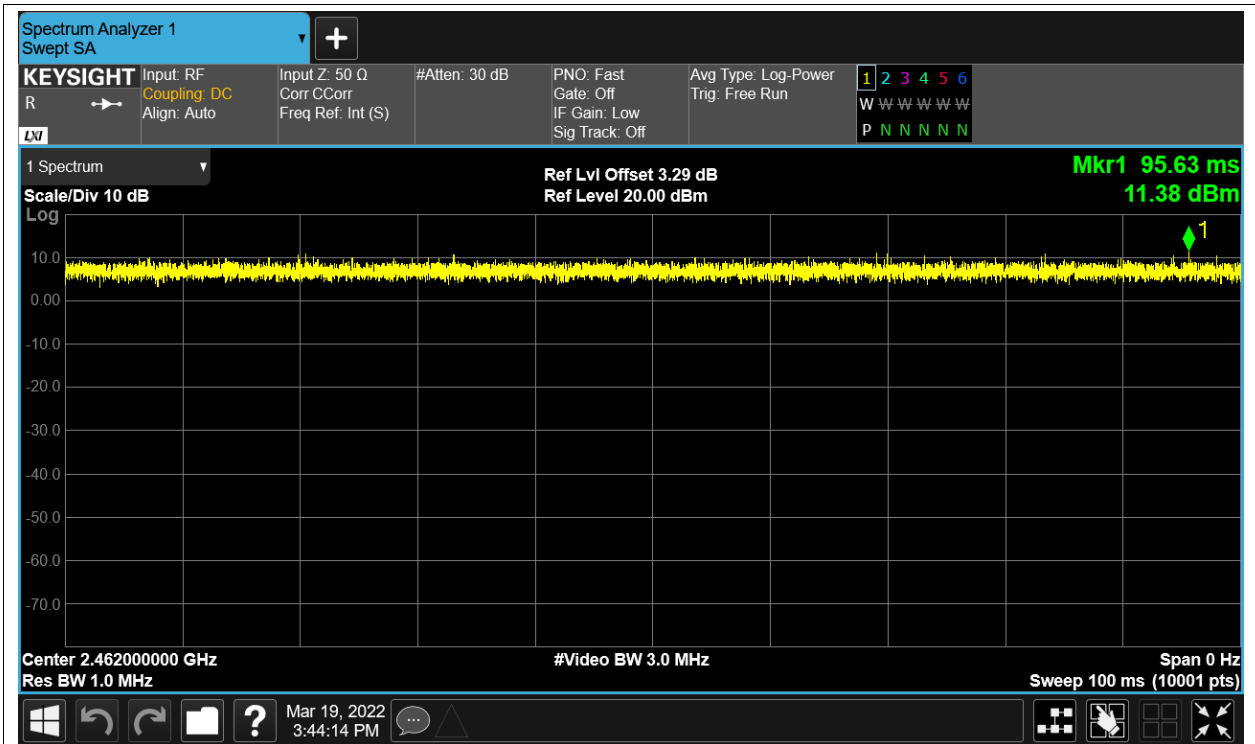 Spectrum Analyzer 1
Swept SA
+
KEYSIGHT
R
LXI
Input: RF
Coupling: DC
Align: Auto
Input Z: 50 Ω
Corr CCorr
Freq Ref: Int (S)
#Atten: 30 dB
PNO: Fast
Gate: Off
IF Gain: Low
Sig Track: Off
Avg Type: Log-Power
Trig: Free Run
1 2 3 4 5 6
W W W W W W
P N N N N N
1 Spectrum
Scale/Div 10 dB
Ref Lvl Offset 3.29 dB
Ref Level 20.00 dBm
Mkr1 95.63 ms
11.38 dBm
Log
1
10.0
0.00
-10.0
-20.0
-30.0
-40.0
-50.0
-60.0
-70.0
Center 2.462000000 GHz
Res BW 1.0 MHz
#Video BW 3.0 MHz
Span 0 Hz
Sweep 100 ms (10001 pts)
?
Mar 19, 2022
3:44:14 PM